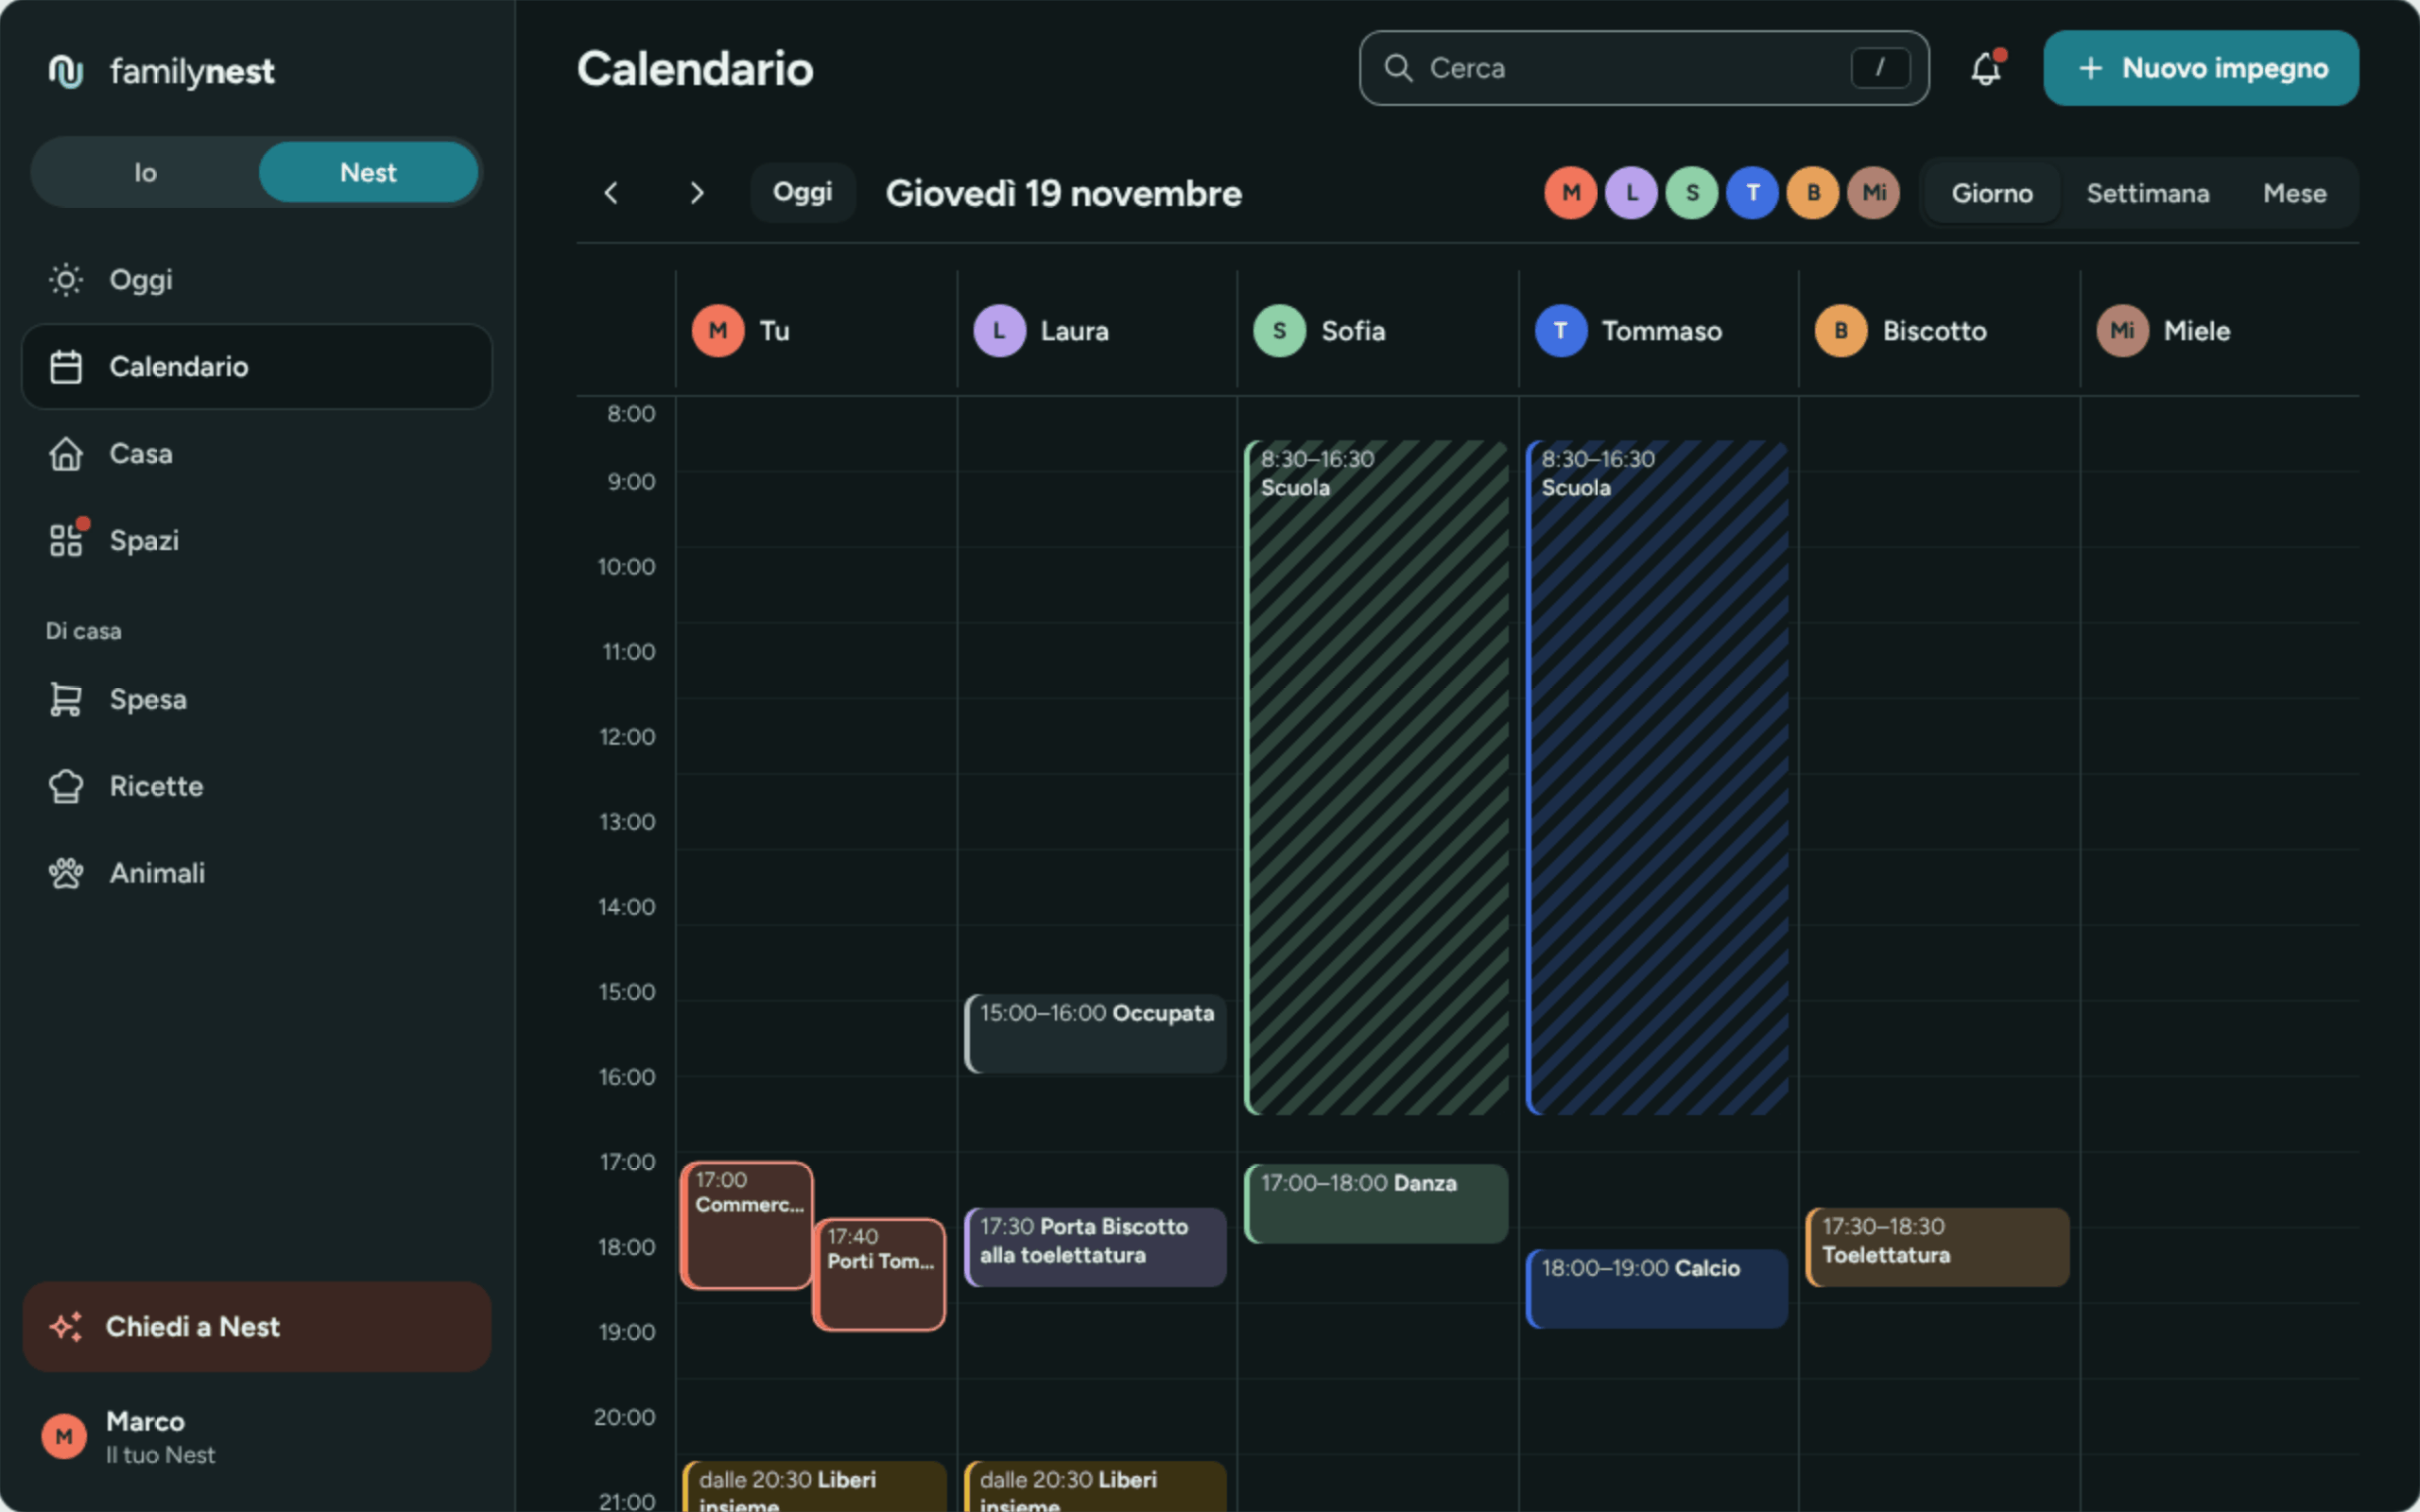 familynest
Io
Nest
Oggi
Calendario
Casa
Spazi
Di casa
Spesa
Ricette
Animali
Chiedi a Nest
M
Marco
Il tuo Nest
Calendario
Cerca
/
+ Nuovo impegno
Oggi
Giovedì 19 novembre
M
L
S
T
B
Mi
Giorno
Settimana
Mese
M Tu
L Laura
S Sofia
T Tommaso
B Biscotto
Mi Miele
8:00
9:00
10:00
11:00
12:00
13:00
14:00
15:00
16:00
17:00
18:00
19:00
20:00
21:00
17:00
Commerc...
17:40
Porti Tom...
dalle 20:30 Liberi
insieme
15:00–16:00 Occupata
17:30 Porta Biscotto
alla toelettatura
dalle 20:30 Liberi
insieme
8:30–16:30
Scuola
17:00–18:00 Danza
8:30–16:30
Scuola
18:00–19:00 Calcio
17:30–18:30
Toelettatura